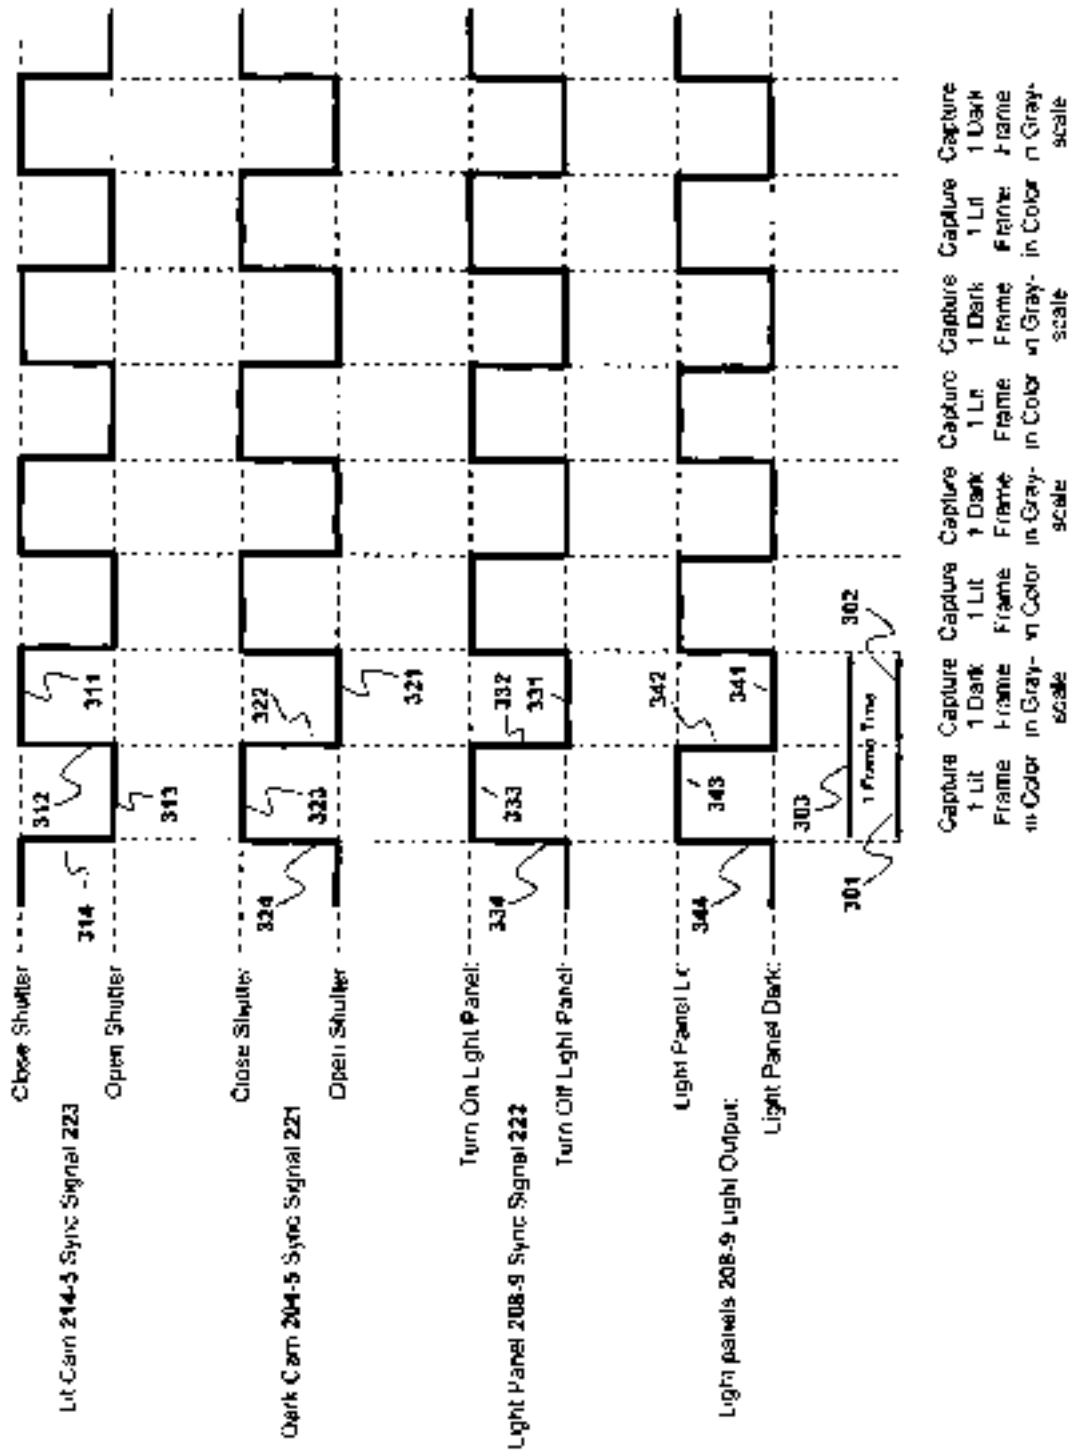 Lit Cam 214-5 Sync Signal 223
Close Shutter
Open Shutter
314
313
312
311
Dark Cam 204-5 Sync Signal 221
Close Shutter
Open Shutter
324
323
322
321
Light Panel 208-9 Sync Signal 222
Turn On Light Panel:
Turn Off Light Panel:
334
333
332
331
Light panels 208-9 Light Output:
Light Panel Lit:
Light Panel Dark:
344
343
342
341
303
1 Frame Time
301
302
Capture
1 Lit
Frame
in Color
Capture
1 Dark
Frame
in Gray-
scale
Capture
1 Lit
Frame
in Color
Capture
1 Dark
Frame
in Gray-
scale
Capture
1 Lit
Frame
in Color
Capture
1 Dark
Frame
in Gray-
scale
Capture
1 Lit
Frame
in Color
Capture
1 Dark
Frame
in Gray-
scale